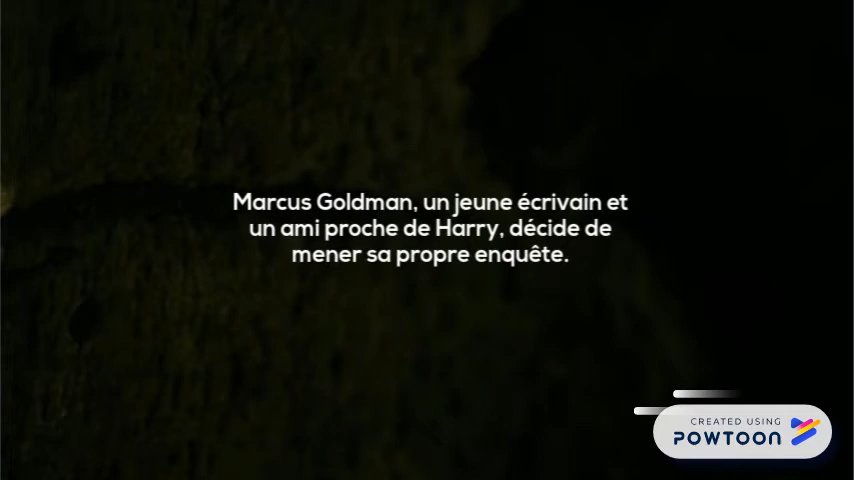 Marcus Goldman, un jeune écrivain et
un ami proche de Harry, décide de
mener sa propre enquête.
CREATED USING
POWTOON